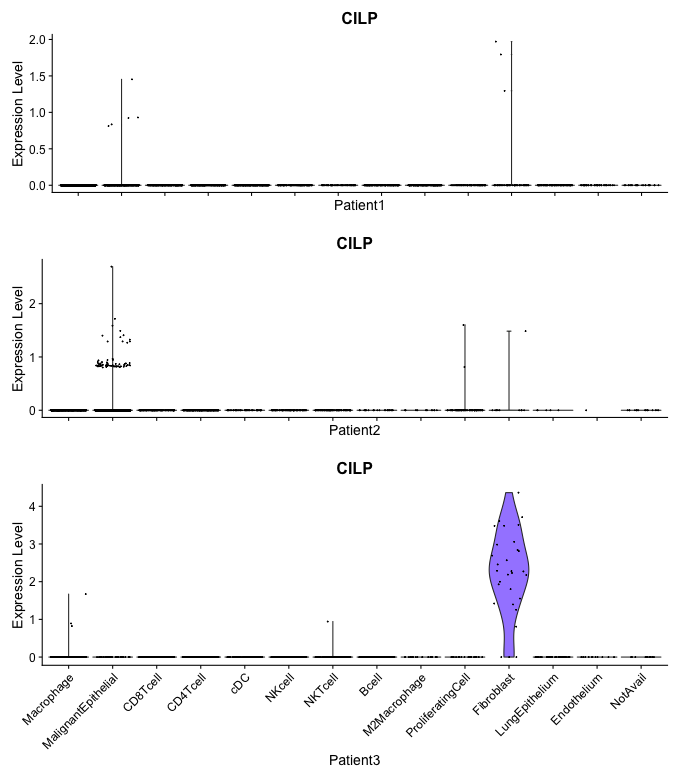 CILP
2.0
1.5
1.0
0.5
0.0
Expression Level
Patient1
CILP
2
1
0
Expression Level
Patient2
CILP
4
3
2
1
0
Expression Level
Macrophage
MalignantEpithelial
CD8Tcell
CD4Tcell
cDC
NKcell
NKTcell
Bcell
M2Macrophage
ProliferatingCell
Fibroblast
LungEpithelium
Endothelium
NotAvail
Patient3